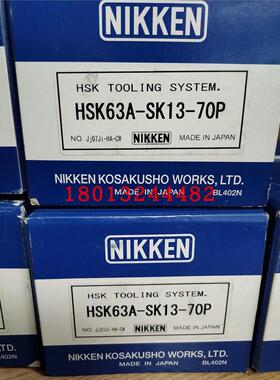 NIKKEN
HSK TOOLING SYSTEM.
HSK63A-SK13-70P
NIKKEN
MADE IN JAPAN
18013244482
NIKKEN KOSAKUSHO WORKS, LTD.
MADE IN JAPAN
BL402N
NIKKEN
HSK TOOLING SYSTEM.
HSK63A-SK13-70P
NIKKEN
MADE IN JAPAN
NIKKEN KOSAKUSHO WORKS, LTD.
MADE IN JAPAN
BL402N